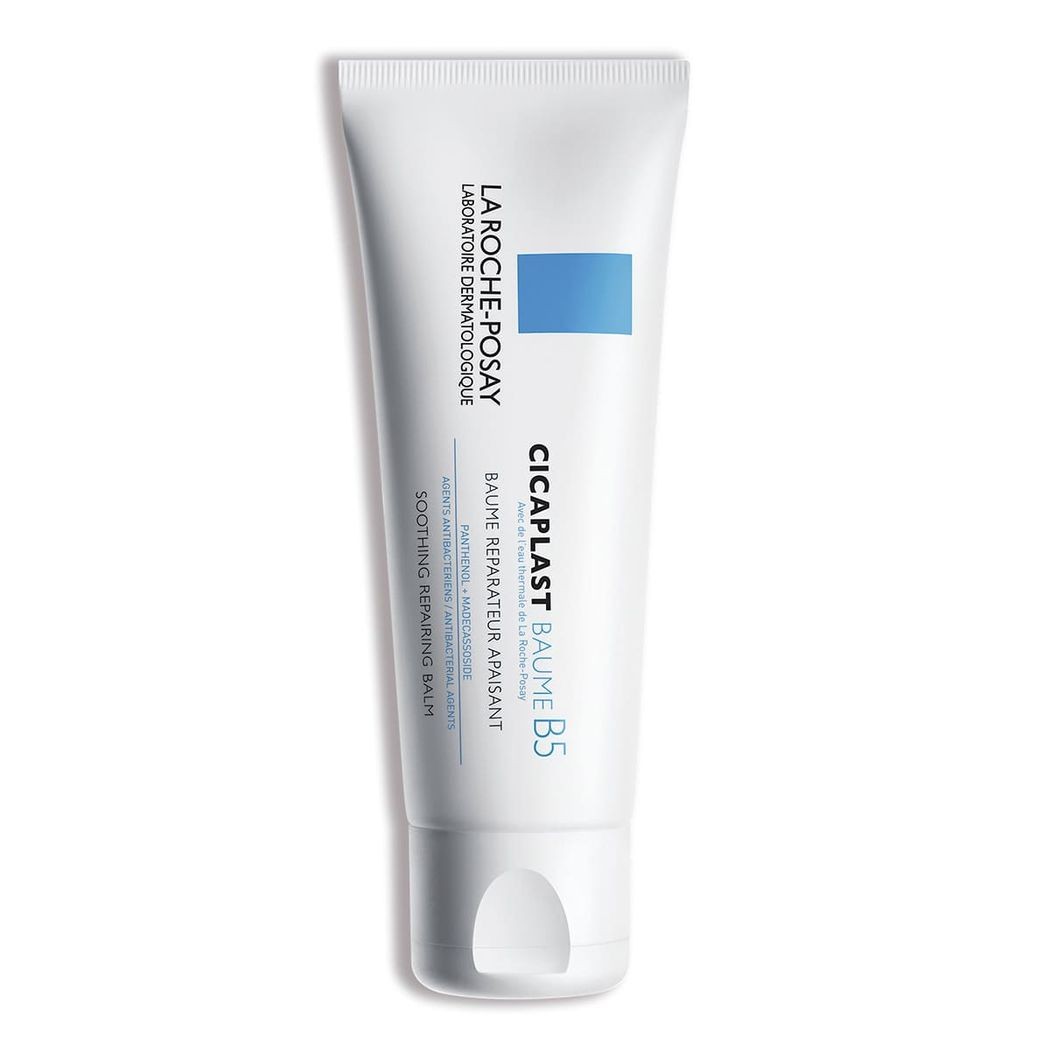 LA ROCHE-POSAY
LABORATOIRE DERMATOLOGIQUE
CICAPLAST BAUME B5
Avec de l'eau thermale de La Roche-Posay
BAUME REPARATEUR APAISANT
PANTHENOL + MADECASSOSIDE
AGENTS ANTIBACTERIENS / ANTIBACTERIAL AGENTS
SOOTHING REPAIRING BALM